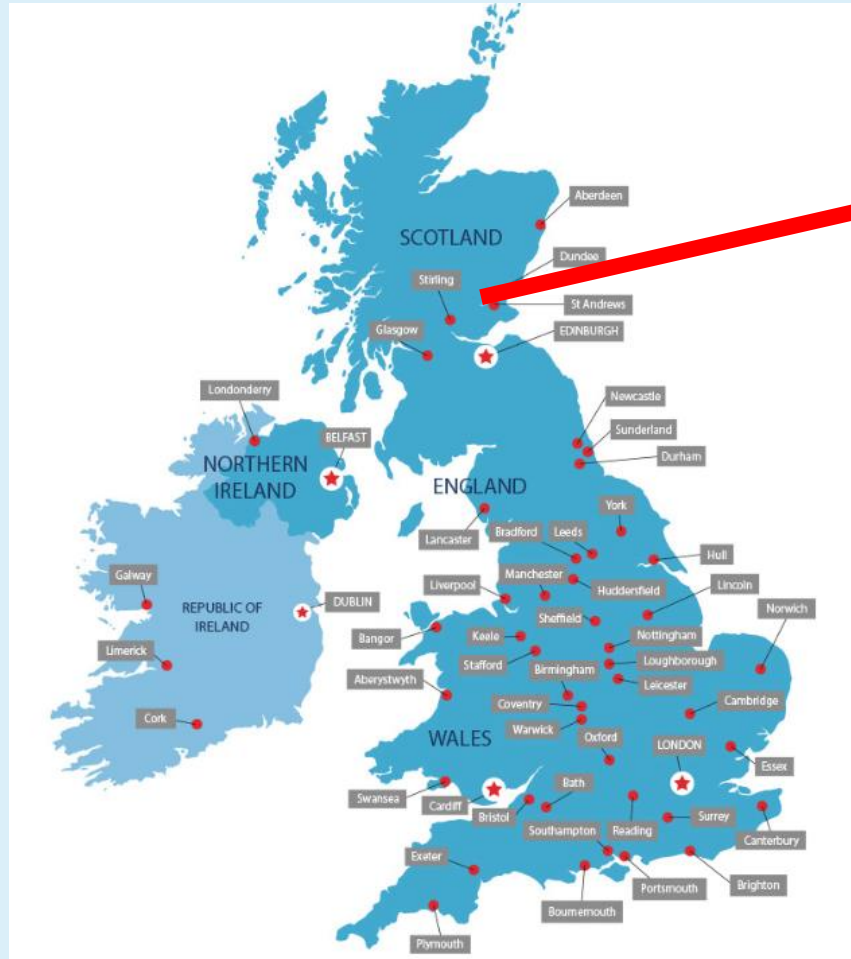 Aberdeen
SCOTLAND
Dundee
Stirling
St Andrews
Glasgow
EDINBURGH
Londonderry
Newcastle
Sunderland
BELFAST
Durham
NORTHERN
IRELAND
ENGLAND
York
Bradford
Leeds
Lancaster
Hull
Manchester
Galway
Liverpool
Huddersfield
Lincoln
REPUBLIC OF
IRELAND
DUBLIN
Norwich
Sheffield
Bangor
Keele
Nottingham
Limerick
Stafford
Loughborough
Birmingham
Aberystwyth
Leicester
Cambridge
Coventry
Cork
Warwick
WALES
Oxford
LONDON
Essex
Swansea
Bath
Cardiff
Bristol
Surrey
Southampton
Reading
Canterbury
Exeter
Portsmouth
Brighton
Bournemouth
Plymouth